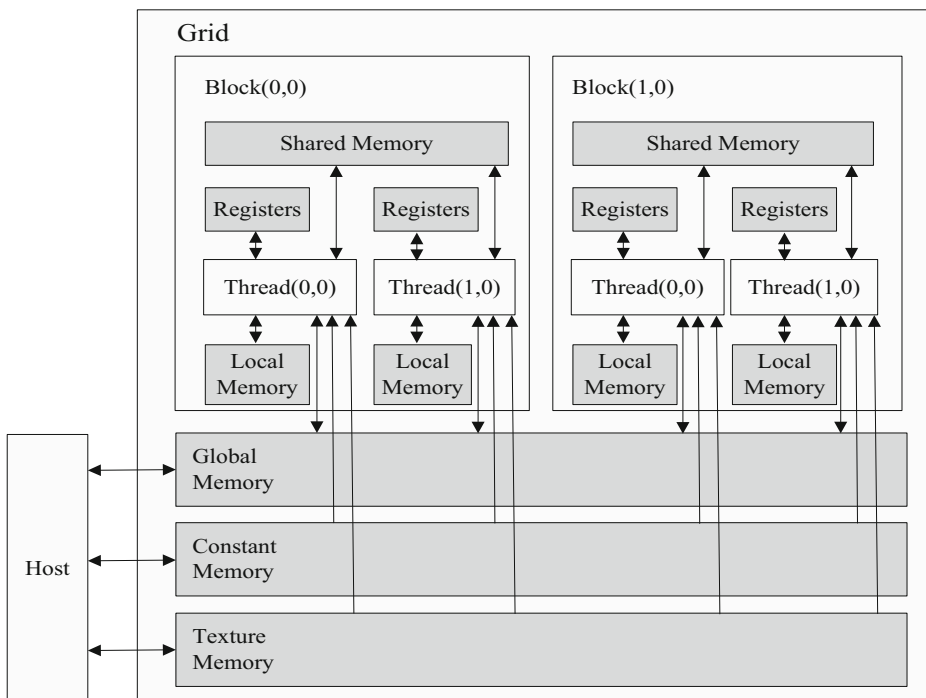 Grid
Block(0,0)
Shared Memory
Registers
Registers
Thread(0,0)
Thread(1,0)
Local
Memory
Local
Memory
Block(1,0)
Shared Memory
Registers
Registers
Thread(0,0)
Thread(1,0)
Local
Memory
Local
Memory
Host
Global
Memory
Constant
Memory
Texture
Memory